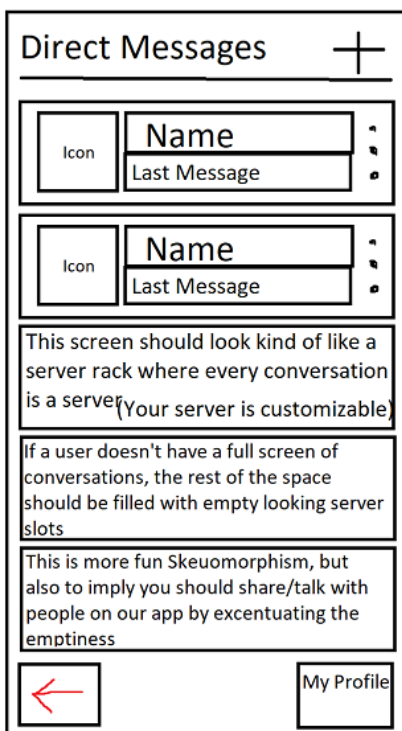 Direct Messages
Icon
Name
Last Message
Icon
Name
Last Message
This screen should look kind of like a
server rack where every conversation
is a server
(Your server is customizable)
If a user doesn't have a full screen of
conversations, the rest of the space
should be filled with empty looking server
slots
This is more fun Skeuomorphism, but
also to imply you should share/talk with
people on our app by excentuating the
emptiness
My Profile